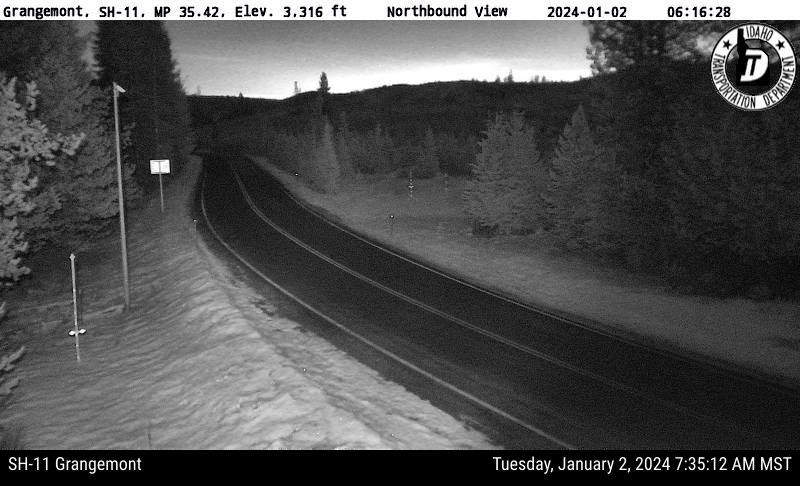 Grangemont, SH-11, MP 35.42, Elev. 3,316 ft Northbound View 2024-01-02 06:16:28
IDAHO
TRANSPORTATION DEPARTMENT
SH-11 Grangemont Tuesday, January 2, 2024 7:35:12 AM MST